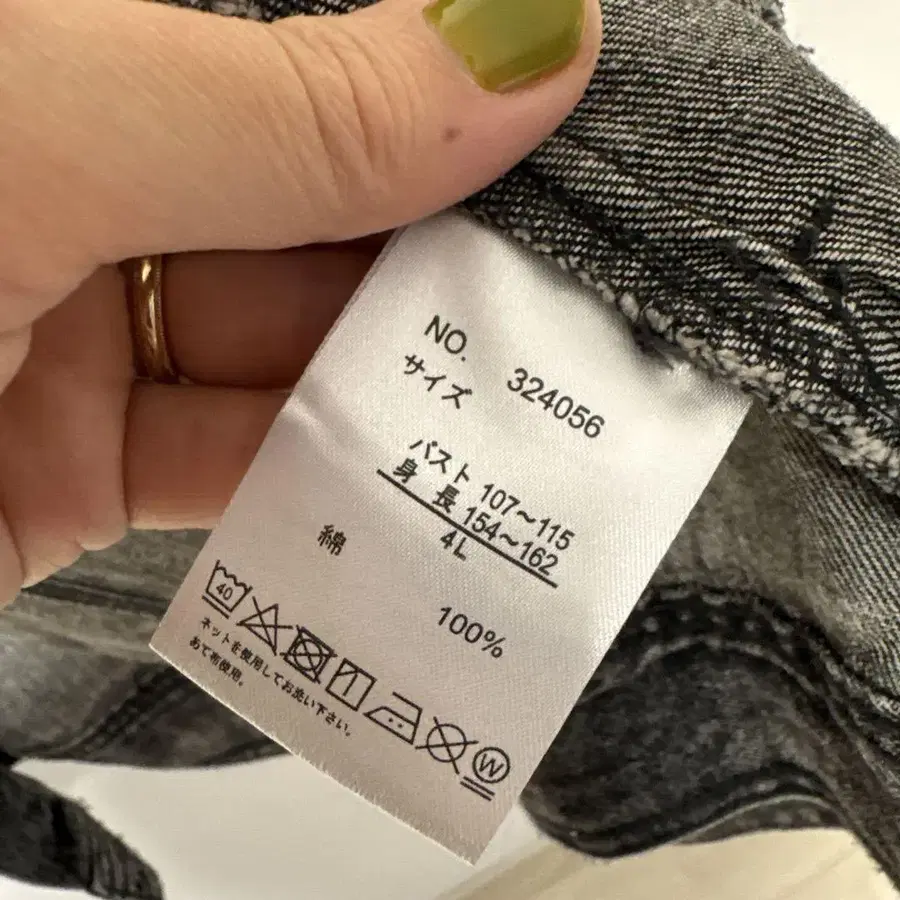 NO. 324056
サイズ
バスト 107～115
身長 154～162
4L
綿 100%
40
W
ネットを使用してお洗い下さい。
あて布使用。